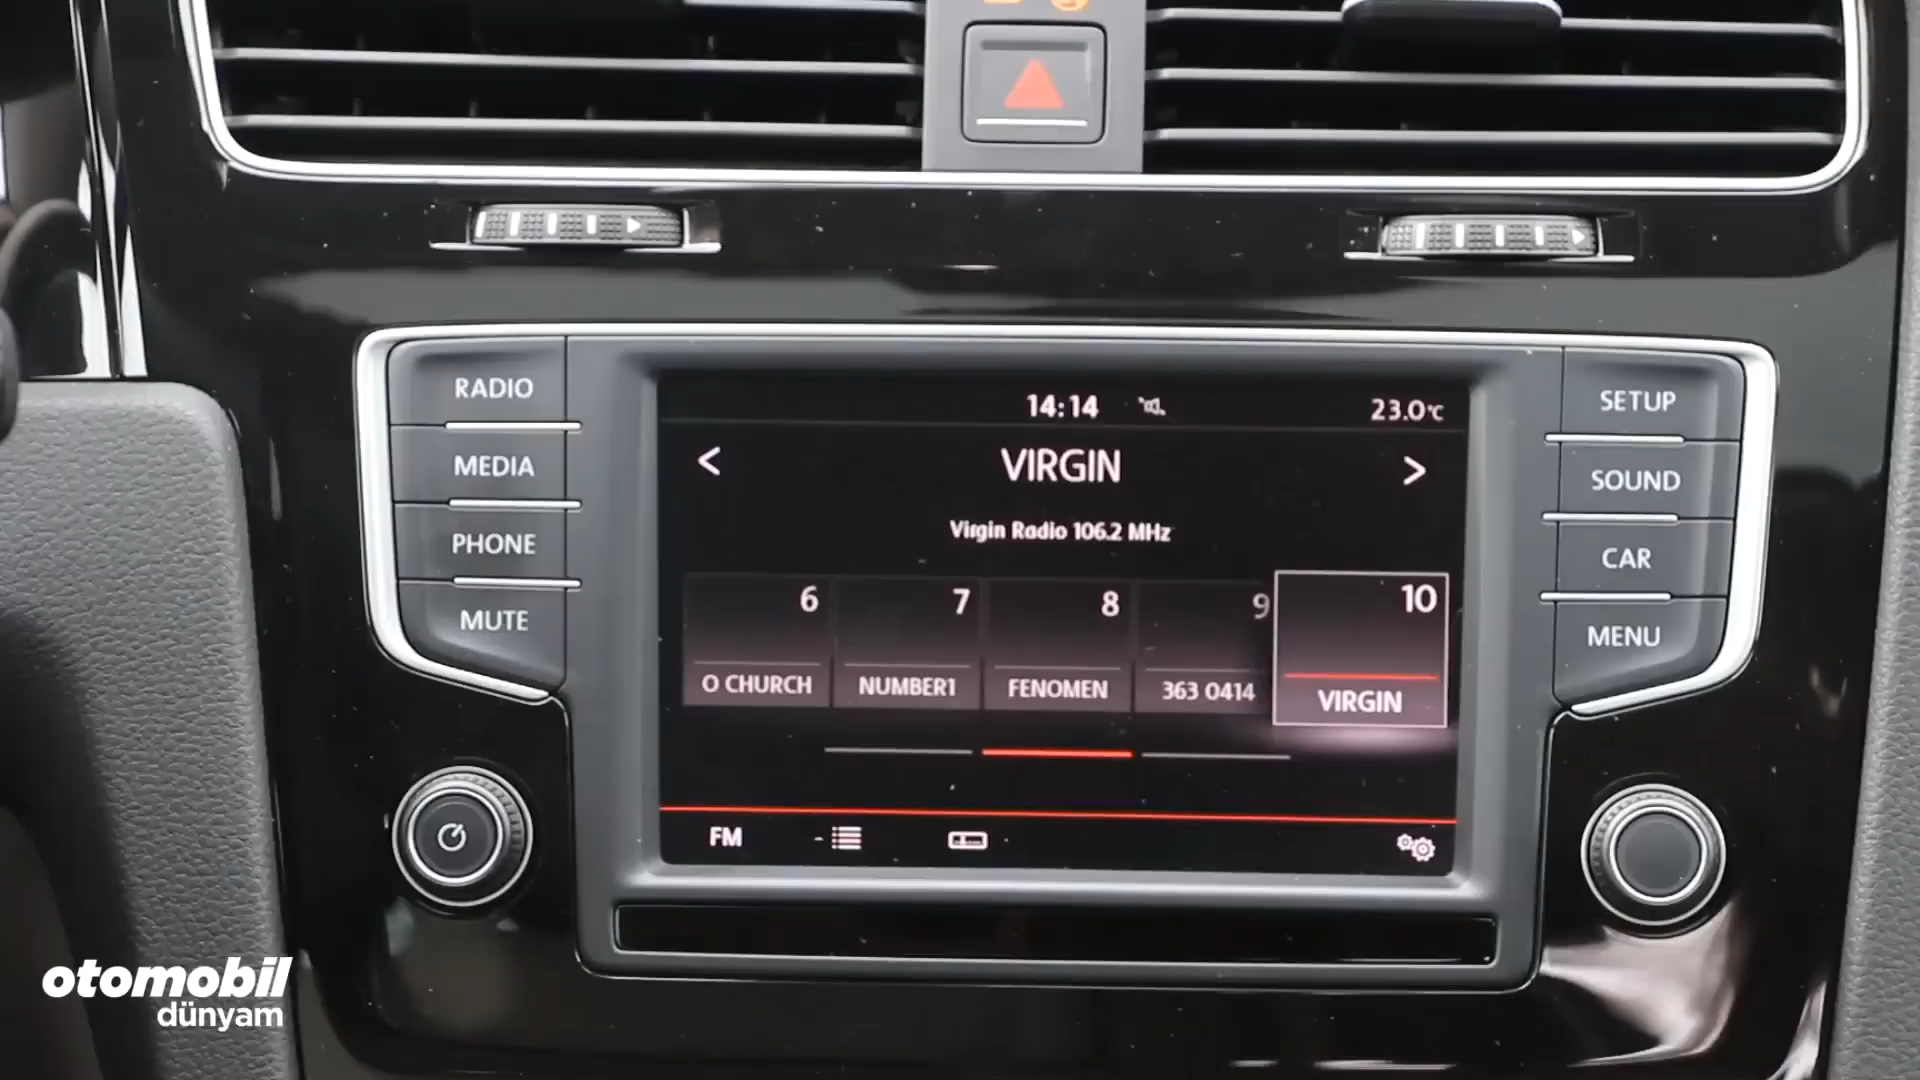 RADIO
MEDIA
PHONE
MUTE
14:14
23.0°C
< VIRGIN >
Virgin Radio 106.2 MHz
6 7 8 9 10
O CHURCH NUMBER1 FENOMEN 363 0414 VIRGIN
FM
SETUP
SOUND
CAR
MENU
otomobil
dünyam